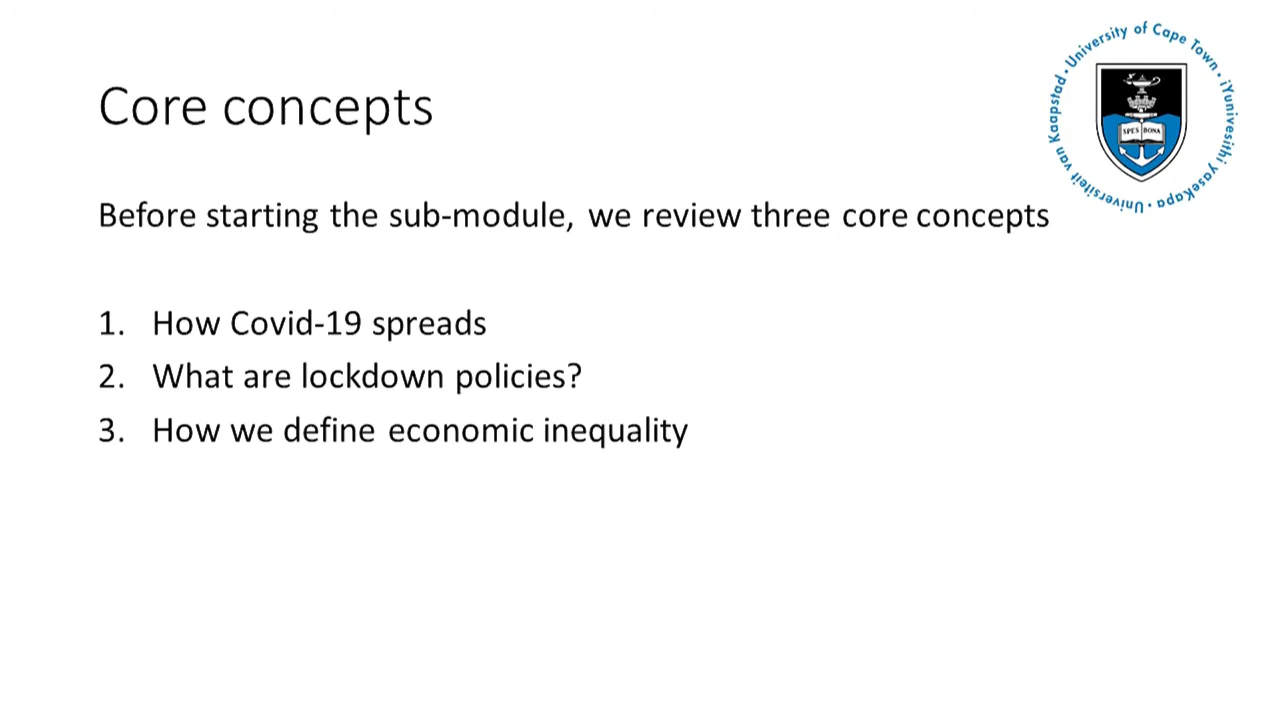 Core concepts
University of Cape Town • iYunivesithi yaseKapa • Universiteit van Kaapstad •
SPES BONA
Before starting the sub-module, we review three core concepts
1. How Covid-19 spreads
2. What are lockdown policies?
3. How we define economic inequality